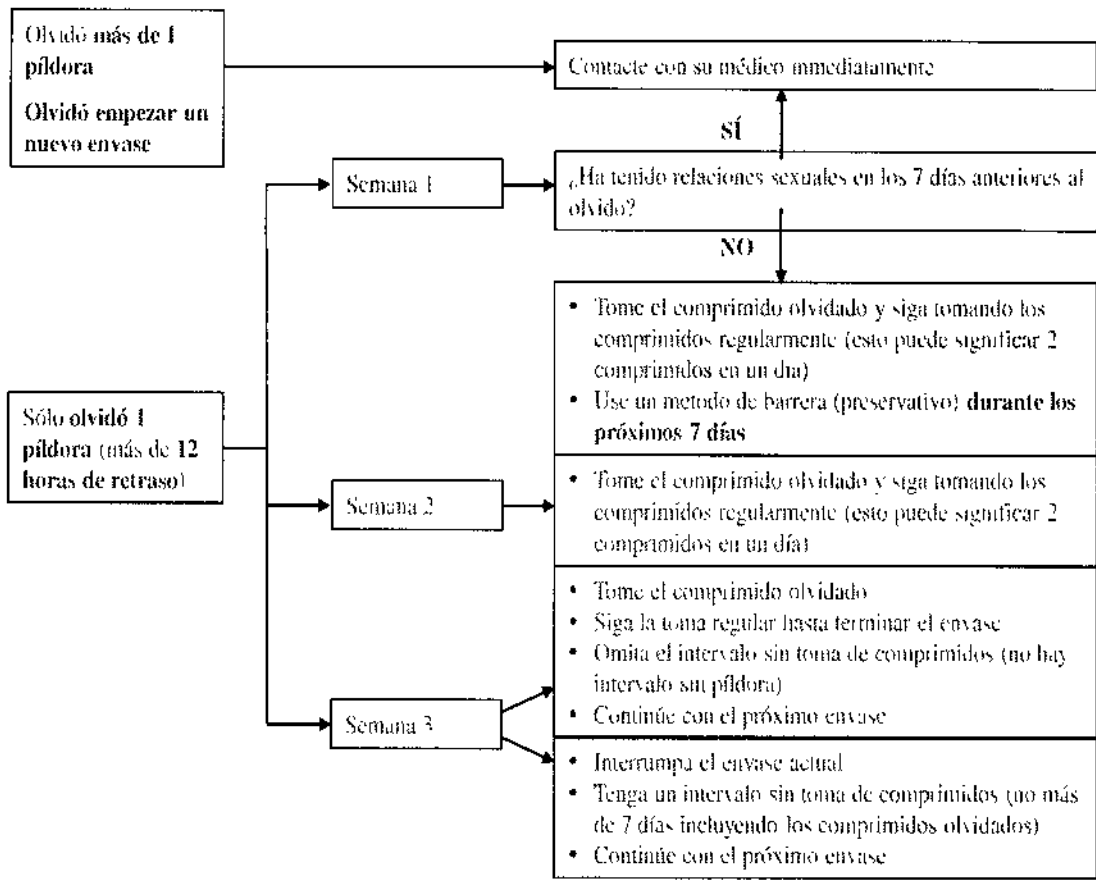 Olvidó más de 1
píldora
Olvidó empezar un
nuevo envase
Contacte con su médico inmediatamente
SÍ
Semana 1
¿Ha tenido relaciones sexuales en los 7 días anteriores al
olvido?
NO
• Tome el comprimido olvidado y siga tomando los
comprimidos regularmente (esto puede significar 2
comprimidos en un día)
• Use un metodo de barrera (preservativo) durante los
próximos 7 días
Sólo olvidó 1
píldora (más de 12
horas de retraso)
Semana 2
• Tome el comprimido olvidado y siga tomando los
comprimidos regularmente (esto puede significar 2
comprimidos en un día)
Semana 3
• Tome el comprimido olvidado
• Siga la toma regular hasta terminar el envase
• Omita el intervalo sin toma de comprimidos (no hay
intervalo sin píldora)
• Continúe con el próximo envase
• Interrumpa el envase actual
• Tenga un intervalo sin toma de comprimidos (no más
de 7 días incluyendo los comprimidos olvidados)
• Continúe con el próximo envase